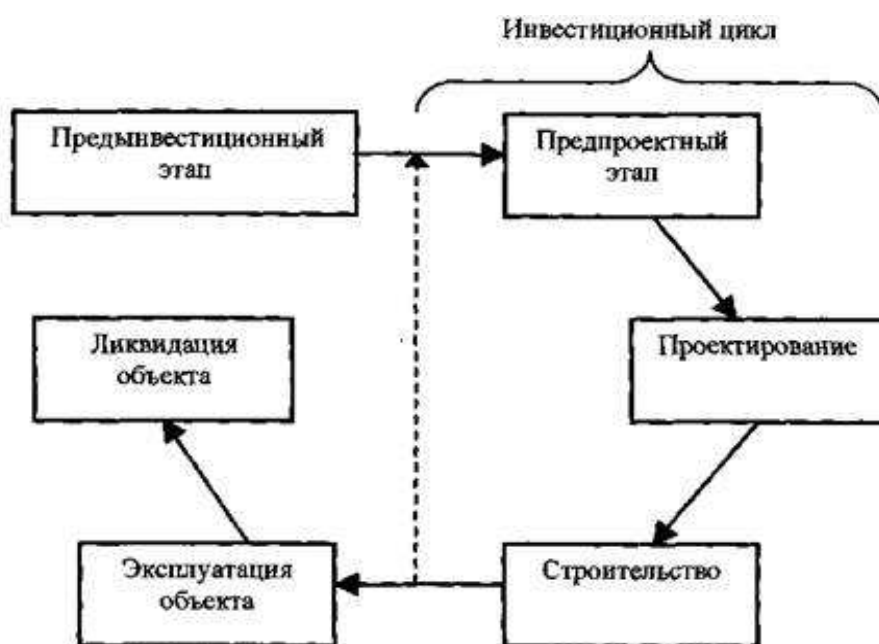 Инвестиционный цикл
Предынвестиционный
этап
Предпроектный
этап
Ликвидация
объекта
Проектирование
Эксплуатация
объекта
Строительство